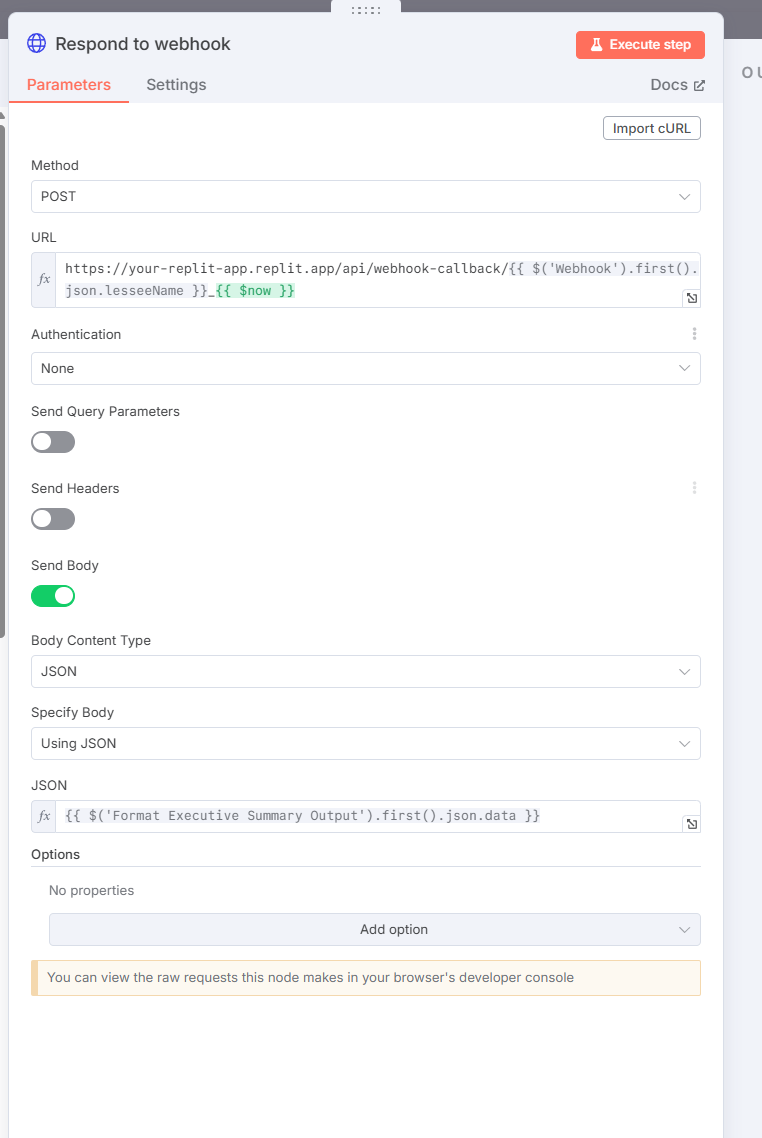 Respond to webhook
Execute step
Parameters
Settings
Docs
Import cURL
Method
POST
URL
fx
https://your-replit-app.replit.app/api/webhook-callback/{{ $('Webhook').first().
json.lesseeName }}_{{ $now }}
Authentication
None
Send Query Parameters
Send Headers
Send Body
Body Content Type
JSON
Specify Body
Using JSON
JSON
fx
{{ $('Format Executive Summary Output').first().json.data }}
Options
No properties
Add option
You can view the raw requests this node makes in your browser's developer console